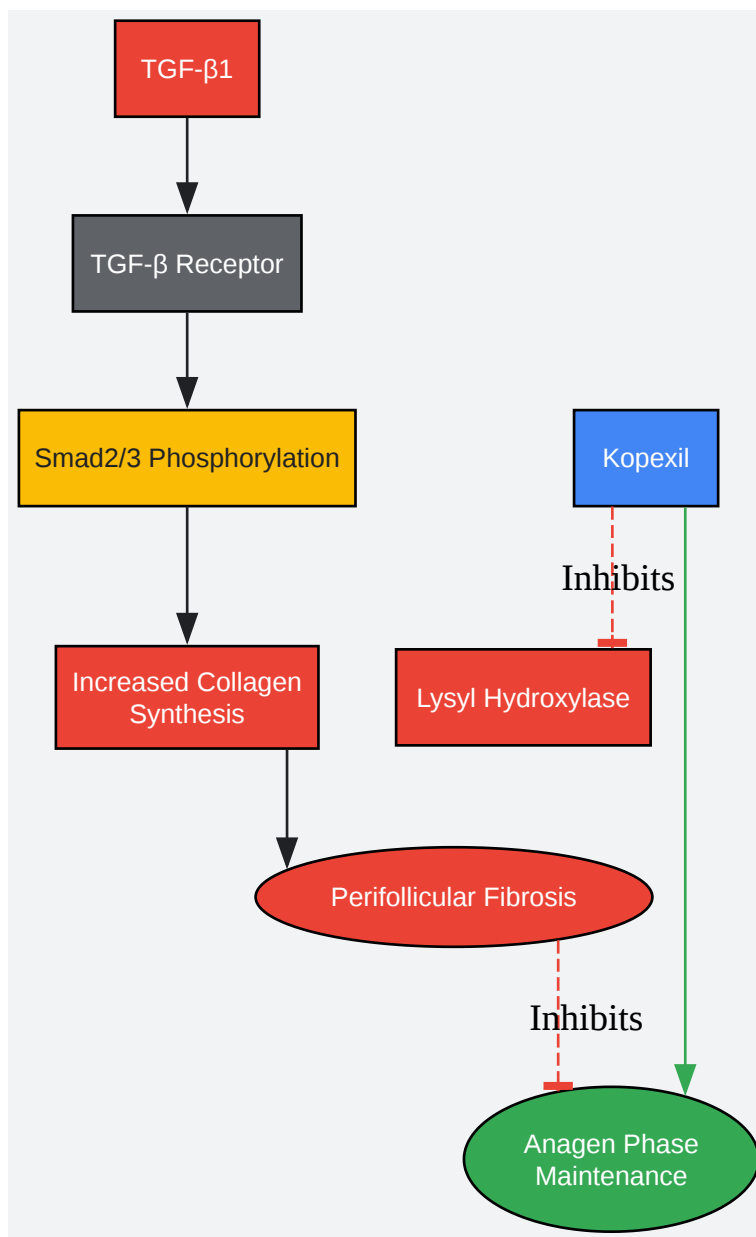 TGF-β1
TGF-β Receptor
Smad2/3 Phosphorylation
Kopexil
Inhibits
Increased Collagen
Synthesis
Lysyl Hydroxylase
Perifollicular Fibrosis
Inhibits
Anagen Phase
Maintenance